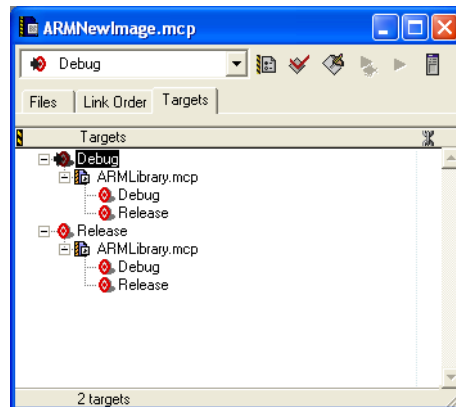 ARMNewImage.mcp
Debug
Files Link Order Targets
Targets
Debug
ARMLibrary.mcp
Debug
Release
Release
ARMLibrary.mcp
Debug
Release
2 targets